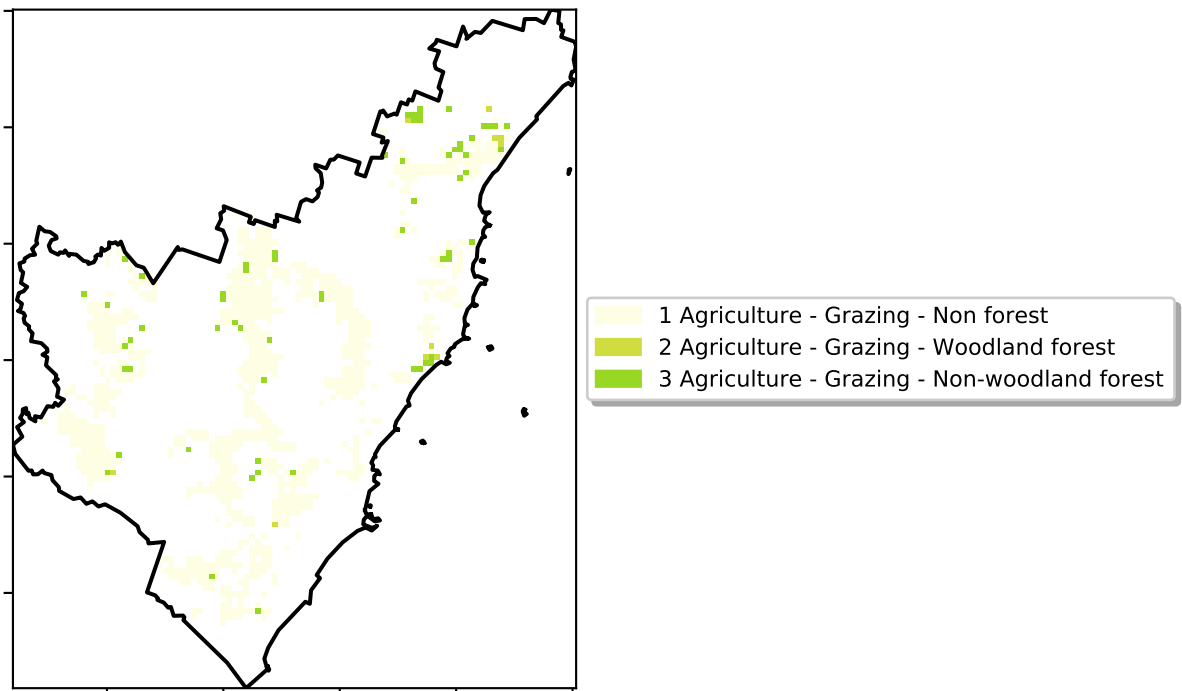 1 Agriculture - Grazing - Non forest
2 Agriculture - Grazing - Woodland forest
3 Agriculture - Grazing - Non-woodland forest